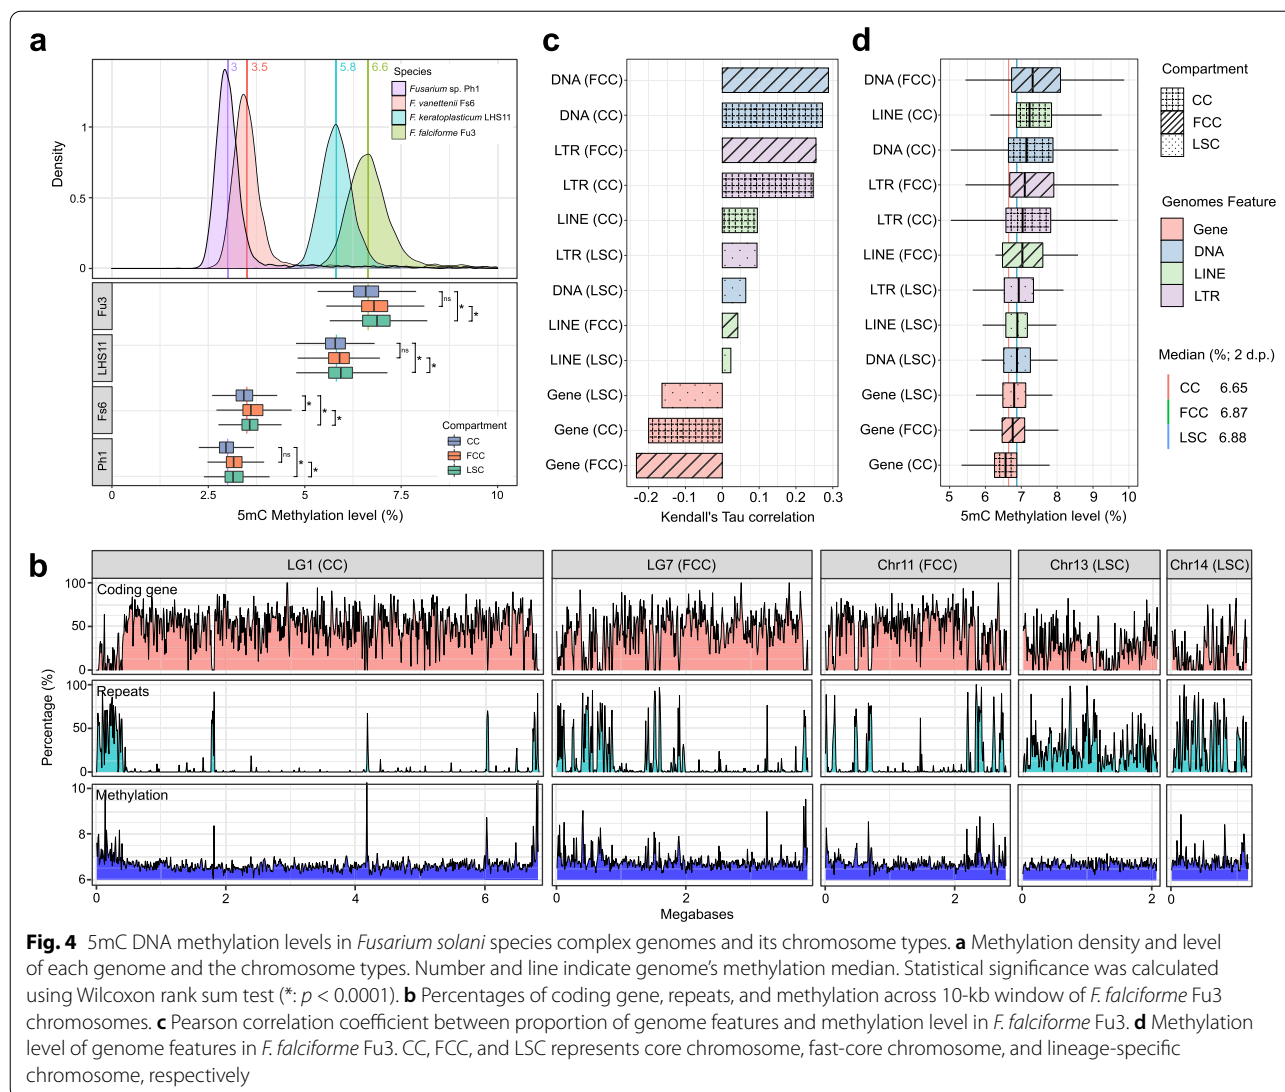 a
3
3.5
5.8
6.6
Species
Fusarium sp. Ph1
F. vanettenii Fs6
F. keratoplasticum LHS11
F. falciforme Fu3
Density
1
0.5
0
Fu3
LHS11
Fs6
Ph1
ns
*
*
ns
*
*
*
*
*
ns
*
*
Compartment
CC
FCC
LSC
0
2.5
5
7.5
10
5mC Methylation level (%)
c
DNA (FCC)
DNA (CC)
LTR (FCC)
LTR (CC)
LINE (CC)
LTR (LSC)
DNA (LSC)
LINE (FCC)
LINE (LSC)
Gene (LSC)
Gene (CC)
Gene (FCC)
-0.2
-0.1
0
0.1
0.2
0.3
Kendall's Tau correlation
d
DNA (FCC)
LINE (CC)
DNA (CC)
LTR (FCC)
LTR (CC)
LINE (FCC)
LTR (LSC)
LINE (LSC)
DNA (LSC)
Gene (LSC)
Gene (FCC)
Gene (CC)
5
6
7
8
9
10
5mC Methylation level (%)
Compartment
CC
FCC
LSC
Genomes Feature
Gene
DNA
LINE
LTR
Median (%; 2 d.p.)
CC 6.65
FCC 6.87
LSC 6.88
b
LG1 (CC)
LG7 (FCC)
Chr11 (FCC)
Chr13 (LSC)
Chr14 (LSC)
Percentage (%)
Coding gene
100
50
0
Repeats
100
50
0
Methylation
10
8
6
0
2
4
6
0
2
0
2
0
2
0
Megabases
Fig. 4 5mC DNA methylation levels in Fusarium solani species complex genomes and its chromosome types. a Methylation density and level
of each genome and the chromosome types. Number and line indicate genome's methylation median. Statistical significance was calculated
using Wilcoxon rank sum test (*: p < 0.0001). b Percentages of coding gene, repeats, and methylation across 10-kb window of F. falciforme Fu3
chromosomes. c Pearson correlation coefficient between proportion of genome features and methylation level in F. falciforme Fu3. d Methylation
level of genome features in F. falciforme Fu3. CC, FCC, and LSC represents core chromosome, fast-core chromosome, and lineage-specific
chromosome, respectively